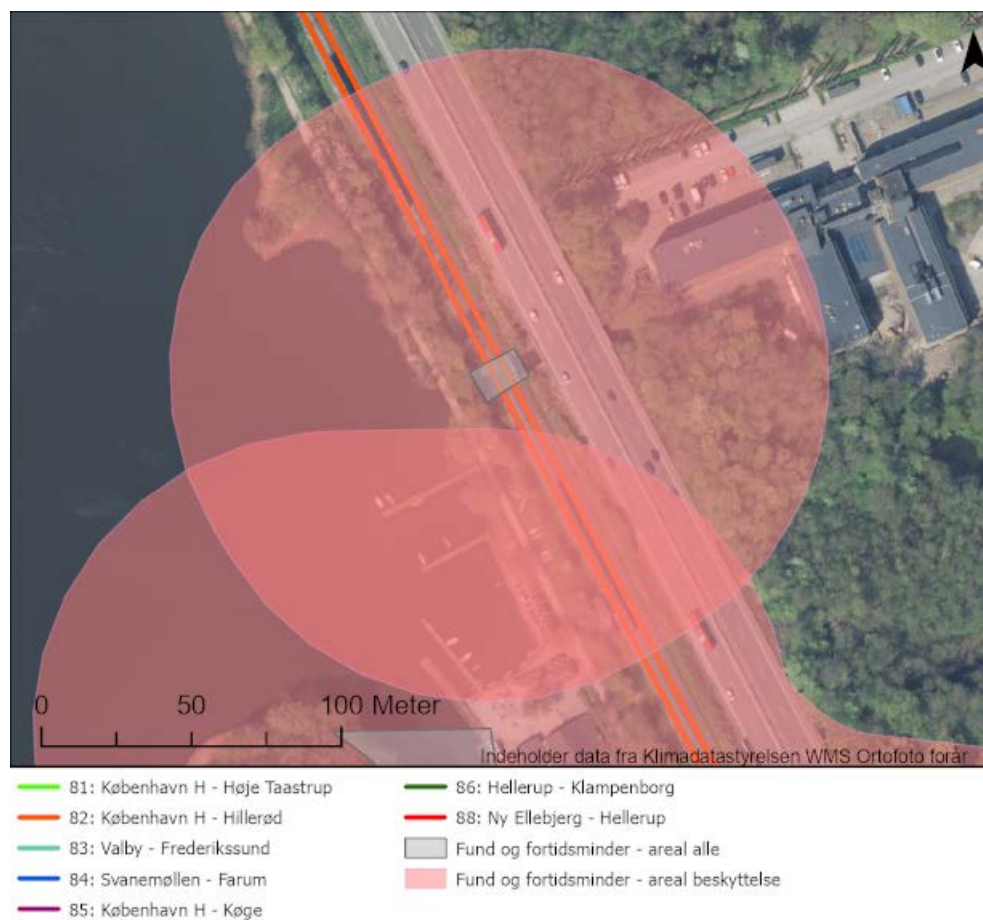 0 50 100 Meter
Indeholder data fra Klimadatastyrelsen WMS Ortofoto forår
81: København H - Høje Taastrup
82: København H - Hillerød
83: Valby - Frederikssund
84: Svanemøllen - Farum
85: København H - Køge
86: Hellerup - Klampenborg
88: Ny Ellebjerg - Hellerup
Fund og fortidsminder - areal alle
Fund og fortidsminder - areal beskyttelse